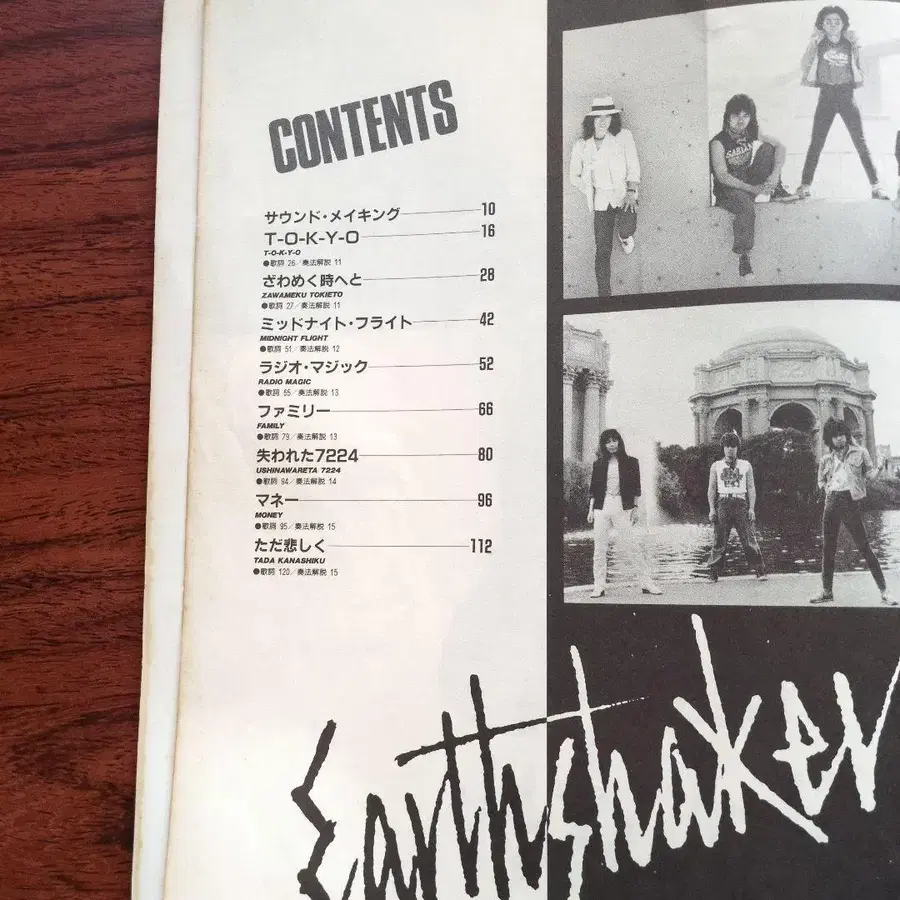 CONTENTS
サウンド・メイキング 10
T-O-K-Y-O 16
T-O-K-Y-O
●歌詞 26／奏法解説 11
ざわめく時へと 28
ZAWAMEKU TOKIETO
●歌詞 27／奏法解説 11
ミッドナイト・フライト 42
MIDNIGHT FLIGHT
●歌詞 51／奏法解説 12
ラジオ・マジック 52
RADIO MAGIC
●歌詞 65／奏法解説 13
ファミリー 66
FAMILY
●歌詞 79／奏法解説 13
失われた7224 80
USHINAWARETA 7224
●歌詞 94／奏法解説 14
マネー 96
MONEY
●歌詞 95／奏法解説 15
ただ悲しく 112
TADA KANASHIKU
●歌詞 120／奏法解説 15
SABIAN
Earthshaker